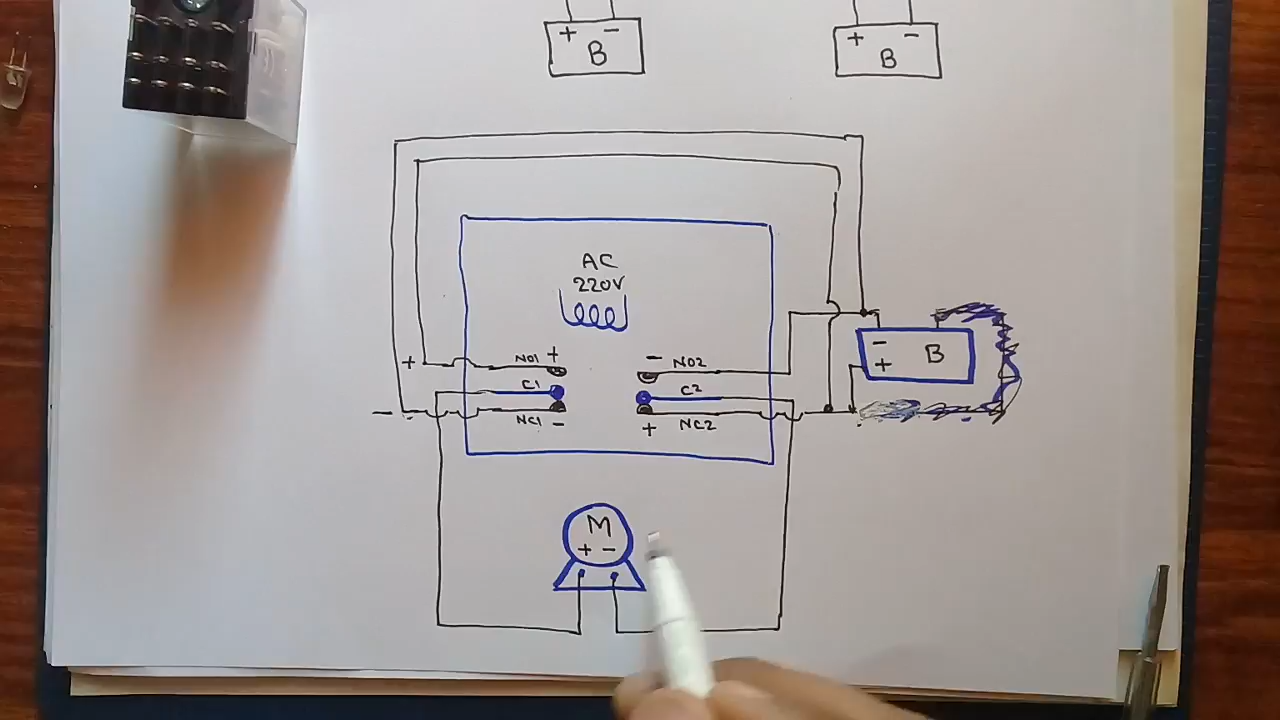 + − + −
B B
AC
220V
NO1 + − NO2
+ − B
C1 C2 +
− NC1 − + NC2
M
+ −